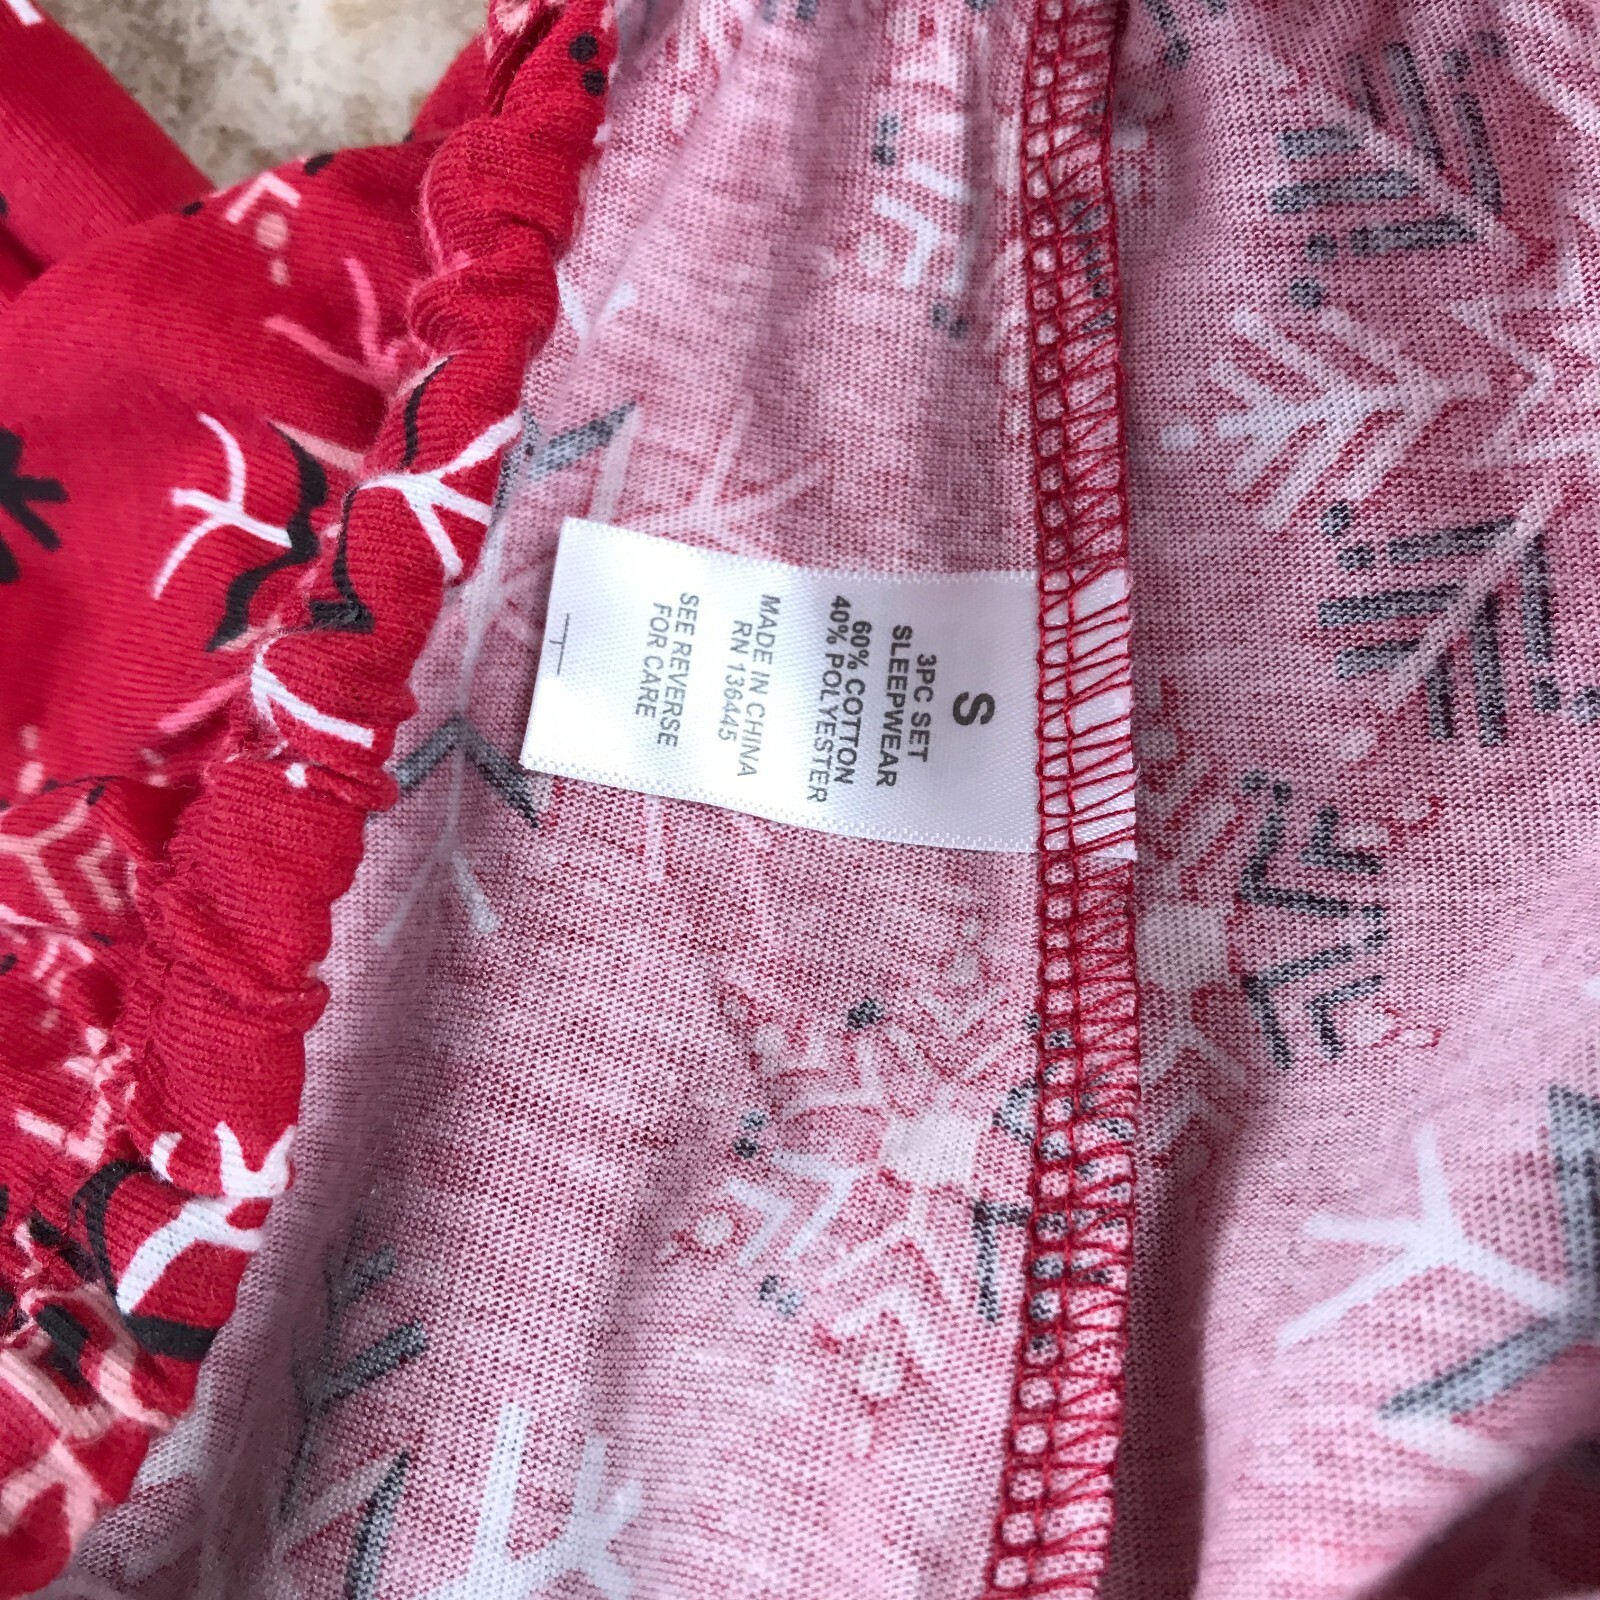 S
3PC SET
SLEEPWEAR
60% COTTON
40% POLYESTER
MADE IN CHINA
RN 136445
SEE REVERSE
FOR CARE